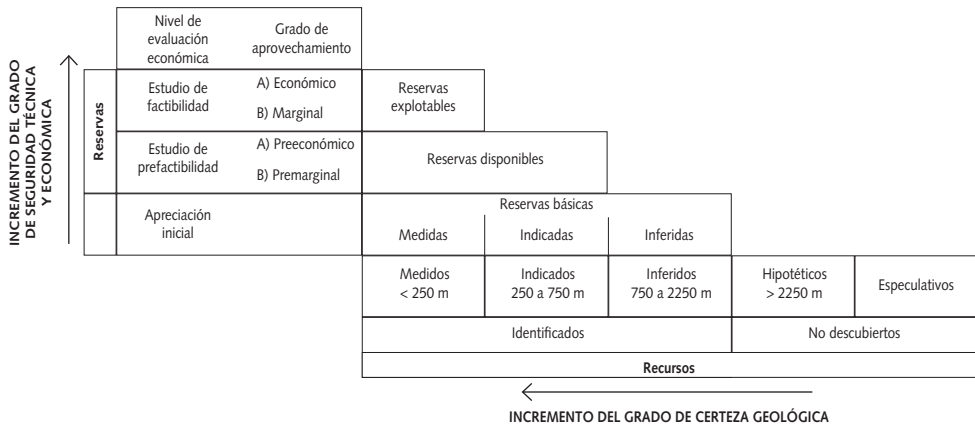 Nivel de
evaluación
económica
Grado de
aprovechamiento
INCREMENTO DEL GRADO
DE SEGURIDAD TÉCNICA
Y ECONÓMICA
Reservas
Estudio de
factibilidad
A) Económico
B) Marginal
Reservas
explotables
Estudio de
prefactibilidad
A) Preeconómico
B) Premarginal
Reservas disponibles
Apreciación
inicial
Reservas básicas
Medidas
Indicadas
Inferidas
Medidos
< 250 m
Indicados
250 a 750 m
Inferidos
750 a 2250 m
Hipotéticos
> 2250 m
Especulativos
Identificados
No descubiertos
Recursos
INCREMENTO DEL GRADO DE CERTEZA GEOLÓGICA